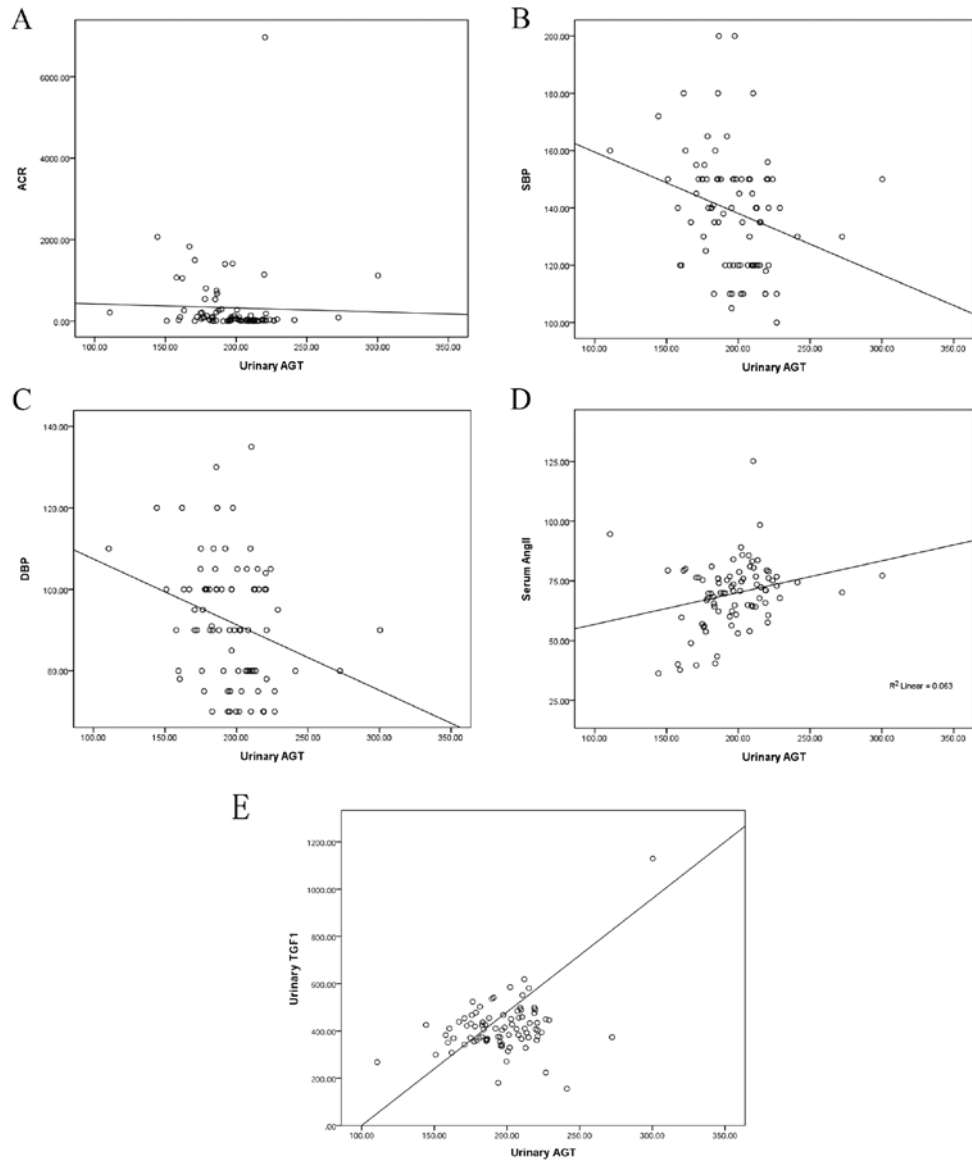 A
ACR
6000.00
4000.00
2000.00
0.00
100.00 150.00 200.00 250.00 300.00 350.00
Urinary AGT
B
SBP
200.00
180.00
160.00
140.00
120.00
100.00
100.00 150.00 200.00 250.00 300.00 350.00
Urinary AGT
C
DBP
140.00
120.00
100.00
80.00
100.00 150.00 200.00 250.00 300.00 350.00
Urinary AGT
D
Serum AngII
125.00
100.00
75.00
50.00
25.00
R2 Linear = 0.063
100.00 150.00 200.00 250.00 300.00 350.00
Urinary AGT
E
Urinary TGF1
1200.00
1000.00
800.00
600.00
400.00
200.00
.00
100.00 150.00 200.00 250.00 300.00 350.00
Urinary AGT